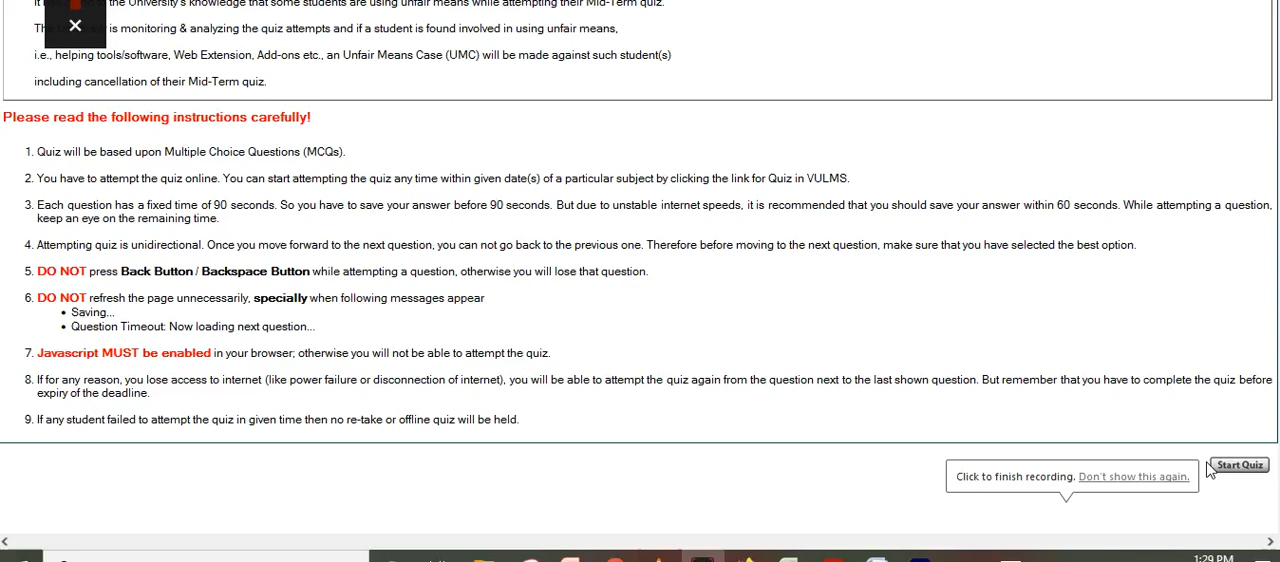 the University's knowledge that some students are using unfair means while attempting their Mid-Term quiz.
is monitoring & analyzing the quiz attempts and if a student is found involved in using unfair means,
i.e., helping tools/software, Web Extension, Add-ons etc., an Unfair Means Case (UMC) will be made against such student(s)
including cancellation of their Mid-Term quiz.
Please read the following instructions carefully!
1. Quiz will be based upon Multiple Choice Questions (MCQs).
2. You have to attempt the quiz online. You can start attempting the quiz any time within given date(s) of a particular subject by clicking the link for Quiz in VULMS.
3. Each question has a fixed time of 90 seconds. So you have to save your answer before 90 seconds. But due to unstable internet speeds, it is recommended that you should save your answer within 60 seconds. While attempting a question,
keep an eye on the remaining time.
4. Attempting quiz is unidirectional. Once you move forward to the next question, you can not go back to the previous one. Therefore before moving to the next question, make sure that you have selected the best option.
5. DO NOT press Back Button / Backspace Button while attempting a question, otherwise you will lose that question.
6. DO NOT refresh the page unnecessarily, specially when following messages appear
• Saving...
• Question Timeout: Now loading next question...
7. Javascript MUST be enabled in your browser; otherwise you will not be able to attempt the quiz.
8. If for any reason, you lose access to internet (like power failure or disconnection of internet), you will be able to attempt the quiz again from the question next to the last shown question. But remember that you have to complete the quiz before
expiry of the deadline.
9. If any student failed to attempt the quiz in given time then no re-take or offline quiz will be held.
Start Quiz
Click to finish recording. Don't show this again.
1:29 PM